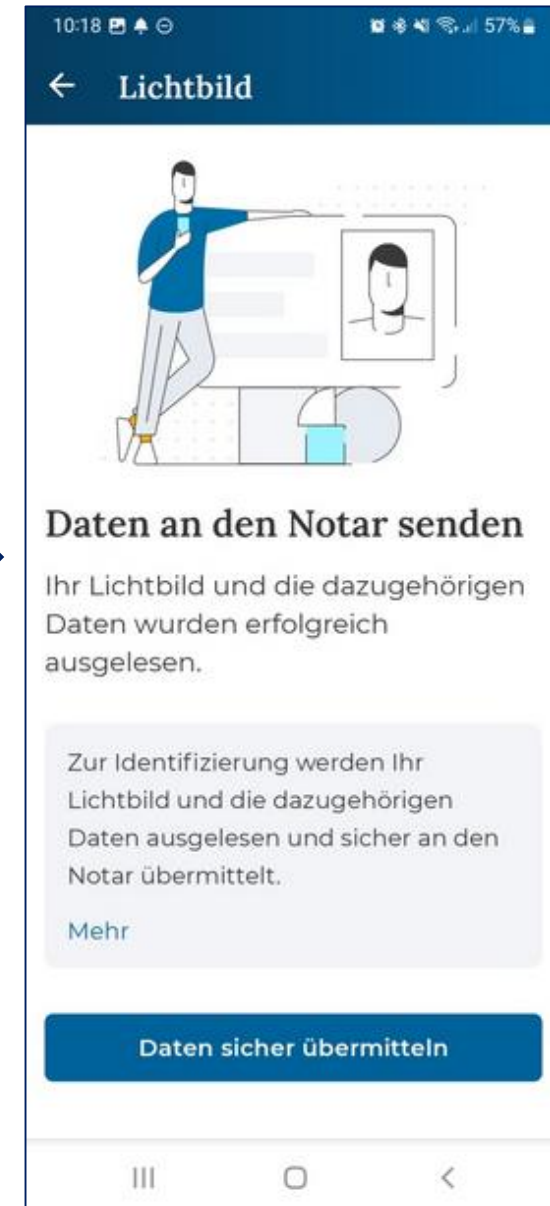 10:18 57%
Lichtbild
Daten an den Notar senden
Ihr Lichtbild und die dazugehörigen
Daten wurden erfolgreich
ausgelesen.
Zur Identifizierung werden Ihr
Lichtbild und die dazugehörigen
Daten ausgelesen und sicher an den
Notar übermittelt.
Mehr
Daten sicher übermitteln